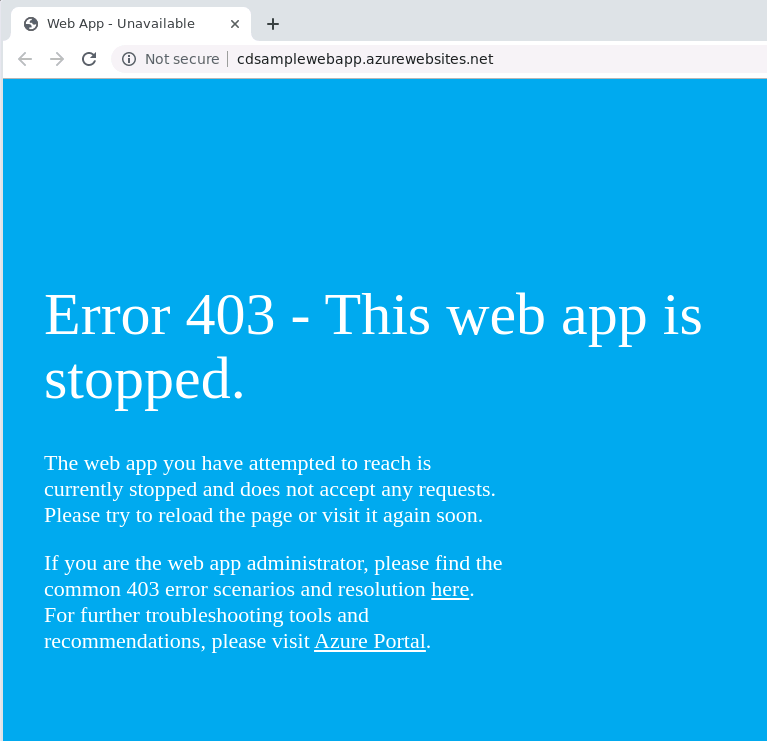 Web App - Unavailable
Not secure
cdsamplewebapp.azurewebsites.net
Error 403 - This web app is
stopped.
The web app you have attempted to reach is
currently stopped and does not accept any requests.
Please try to reload the page or visit it again soon.
If you are the web app administrator, please find the
common 403 error scenarios and resolution here.
For further troubleshooting tools and
recommendations, please visit Azure Portal.